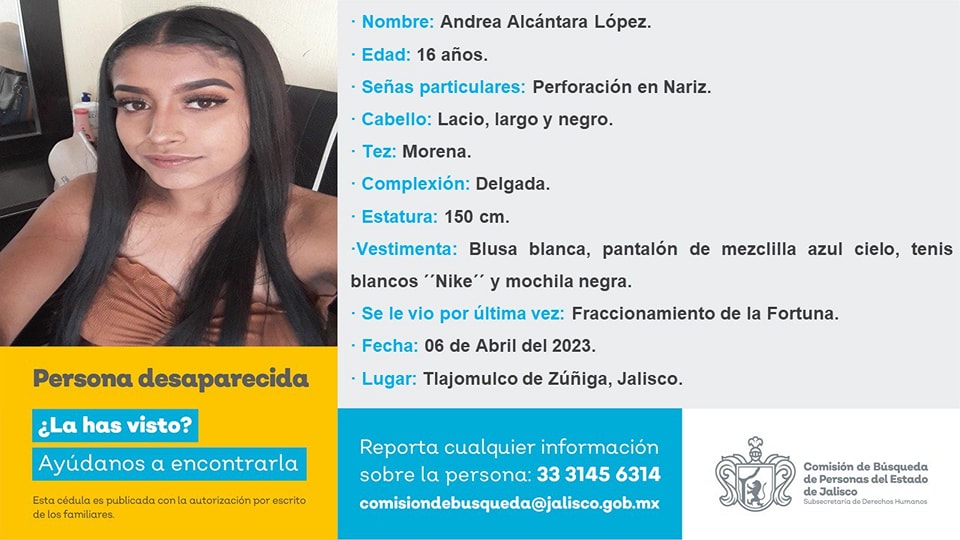 · Nombre: Andrea Alcántara López.
· Edad: 16 años.
· Señas particulares: Perforación en Nariz.
· Cabello: Lacio, largo y negro.
· Tez: Morena.
· Complexión: Delgada.
· Estatura: 150 cm.
·Vestimenta: Blusa blanca, pantalón de mezclilla azul cielo, tenis
blancos ´´Nike´´ y mochila negra.
· Se le vio por última vez: Fraccionamiento de la Fortuna.
· Fecha: 06 de Abril del 2023.
· Lugar: Tlajomulco de Zúñiga, Jalisco.
Persona desaparecida
¿La has visto?
Ayúdanos a encontrarla
Esta cédula es publicada con la autorización por escrito
de los familiares.
Reporta cualquier información
sobre la persona: 33 3145 6314
comisiondebusqueda@jalisco.gob.mx
Comisión de Búsqueda
de Personas del Estado
de Jalisco
Subsecretaría de Derechos Humanos